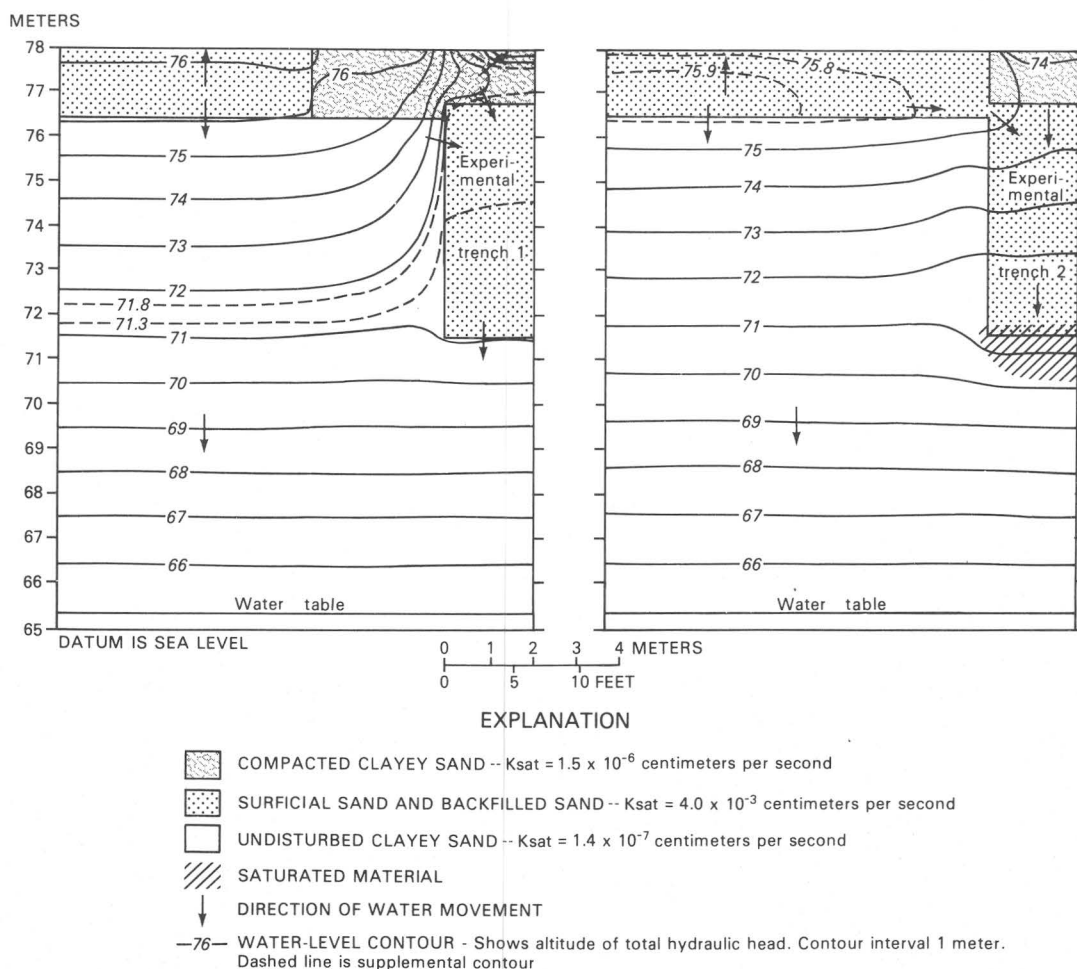 METERS
78
77
76
75
74
73
72
71
70
69
68
67
66
65
76
76
75
74
73
72
71.8
71.3
71
70
69
68
67
66
Experi-
mental
trench 1
Water table
75.9
75.8
74
75
74
73
72
71
70
69
68
67
66
Experi-
mental
trench 2
Water table
DATUM IS SEA LEVEL
0 1 2 3 4 METERS
0 5 10 FEET
EXPLANATION
COMPACTED CLAYEY SAND -- Ksat = 1.5 x 10⁻⁶ centimeters per second
SURFICIAL SAND AND BACKFILLED SAND -- Ksat = 4.0 x 10⁻³ centimeters per second
UNDISTURBED CLAYEY SAND -- Ksat = 1.4 x 10⁻⁷ centimeters per second
SATURATED MATERIAL
DIRECTION OF WATER MOVEMENT
—76— WATER-LEVEL CONTOUR - Shows altitude of total hydraulic head. Contour interval 1 meter.
Dashed line is supplemental contour